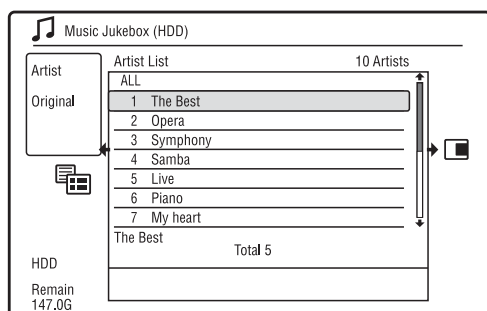 Music Jukebox (HDD)
Artist
Original
Artist List 10 Artists
ALL
1 The Best
2 Opera
3 Symphony
4 Samba
5 Live
6 Piano
7 My heart
The Best
Total 5
HDD
Remain
147.0G